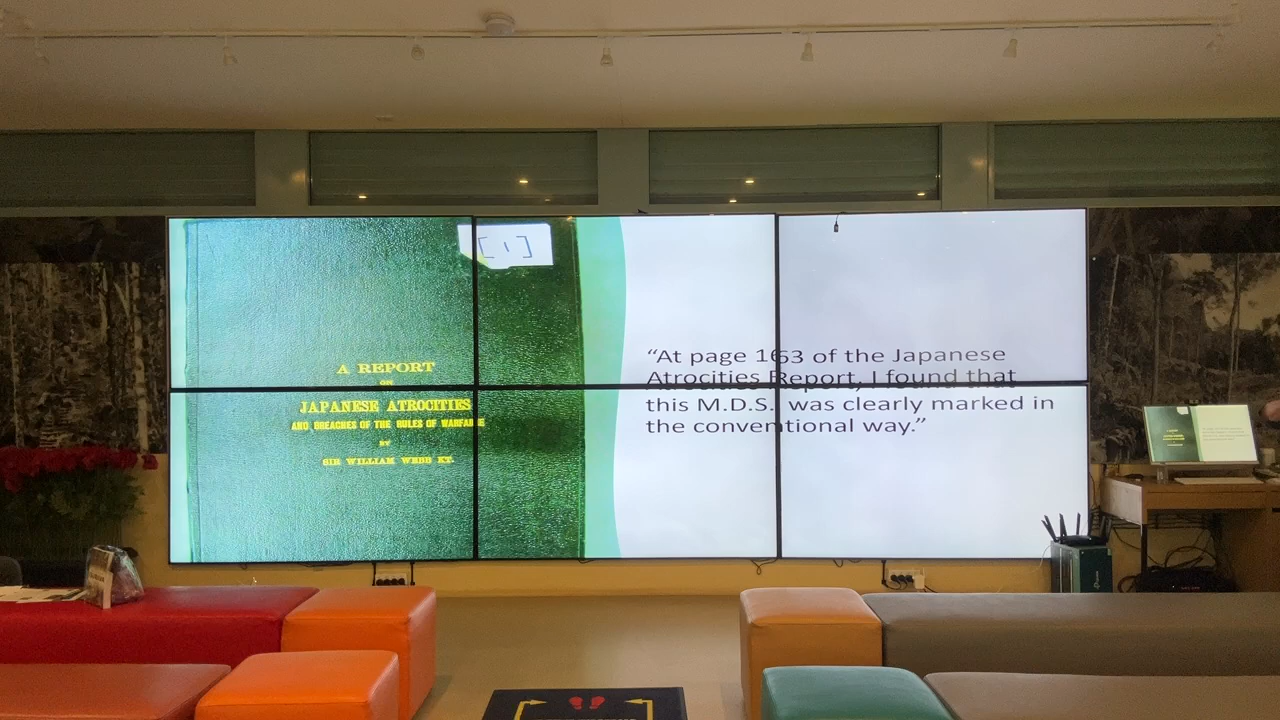 [1]
A REPORT
ON
JAPANESE ATROCITIES
AND BREACHES OF THE RULES OF WARFARE
BY
SIR WILLIAM WEBB KT.
“At page 163 of the Japanese
Atrocities Report, I found that
this M.D.S. was clearly marked in
the conventional way.”